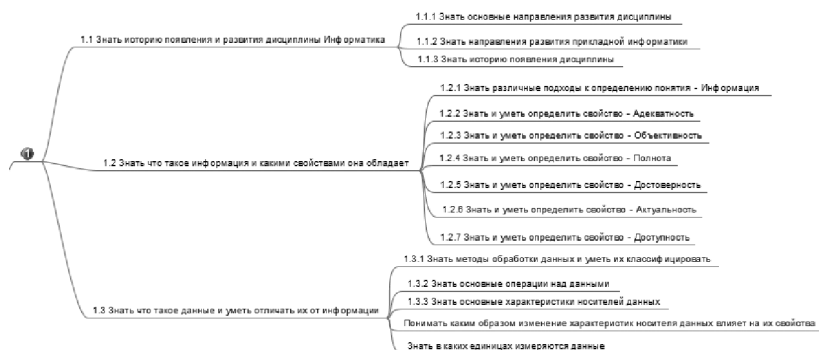 1
1.1 Знать историю появления и развития дисциплины Информатика
1.1.1 Знать основные направления развития дисциплины
1.1.2 Знать направления развития прикладной информатики
1.1.3 Знать историю появления дисциплины
1.2 Знать что такое информация и какими свойствами она обладает
1.2.1 Знать различные подходы к определению понятия - Информация
1.2.2 Знать и уметь определить свойство - Адекватность
1.2.3 Знать и уметь определить свойство - Объективность
1.2.4 Знать и уметь определить свойство - Полнота
1.2.5 Знать и уметь определить свойство - Достоверность
1.2.6 Знать и уметь определить свойство - Актуальность
1.2.7 Знать и уметь определить свойство - Доступность
1.3 Знать что такое данные и уметь отличать их от информации
1.3.1 Знать методы обработки данных и уметь их классифицировать
1.3.2 Знать основные операции над данными
1.3.3 Знать основные характеристики носителей данных
Понимать каким образом изменение характеристик носителя данных влияет на их свойства
Знать в каких единицах измеряются данные